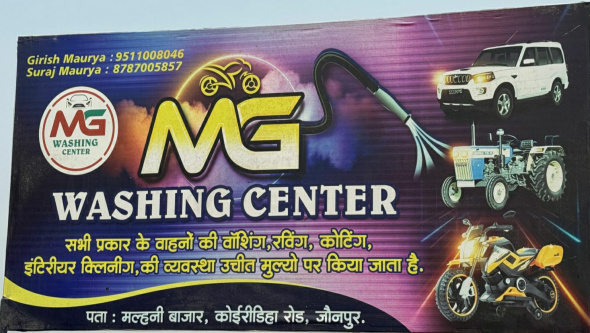 Girish Maurya : 9511008046
Suraj Maurya : 8787005857
MG
WASHING
CENTER
MG
WASHING CENTER
सभी प्रकार के वाहनों की वॉशिंग,रविंग, कोटिंग,
इंटिरीयर क्लिनीग,की व्यवस्था उचीत मुल्यो पर किया जाता है.
पता : मल्हनी बाजार, कोईरीडिहा रोड, जौनपुर.